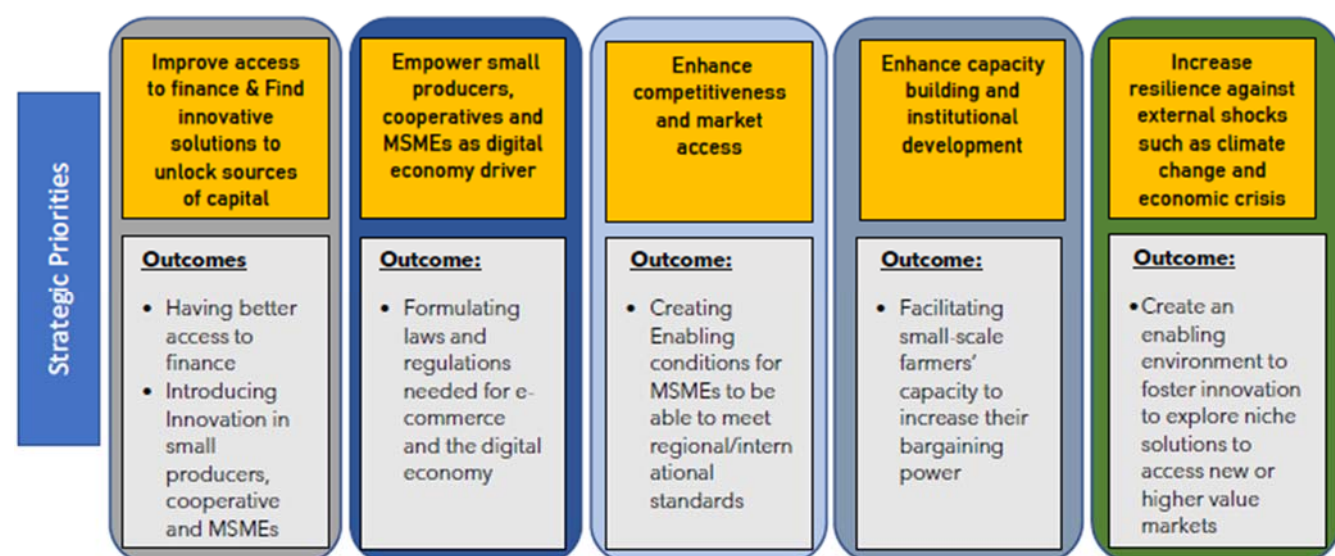 Strategic Priorities
Improve access
to finance & Find
innovative
solutions to
unlock sources
of capital
Outcomes
• Having better
access to
finance
• Introducing
Innovation in
small
producers,
cooperative
and MSMEs
Empower small
producers,
cooperatives and
MSMEs as digital
economy driver
Outcome:
• Formulating
laws and
regulations
needed for e-
commerce
and the digital
economy
Enhance
competitiveness
and market
access
Outcome:
• Creating
Enabling
conditions for
MSMEs to be
able to meet
regional/intern
ational
standards
Enhance capacity
building and
institutional
development
Outcome:
• Facilitating
small-scale
farmers’
capacity to
increase their
bargaining
power
Increase
resilience against
external shocks
such as climate
change and
economic crisis
Outcome:
•Create an
enabling
environment to
foster innovation
to explore niche
solutions to
access new or
higher value
markets